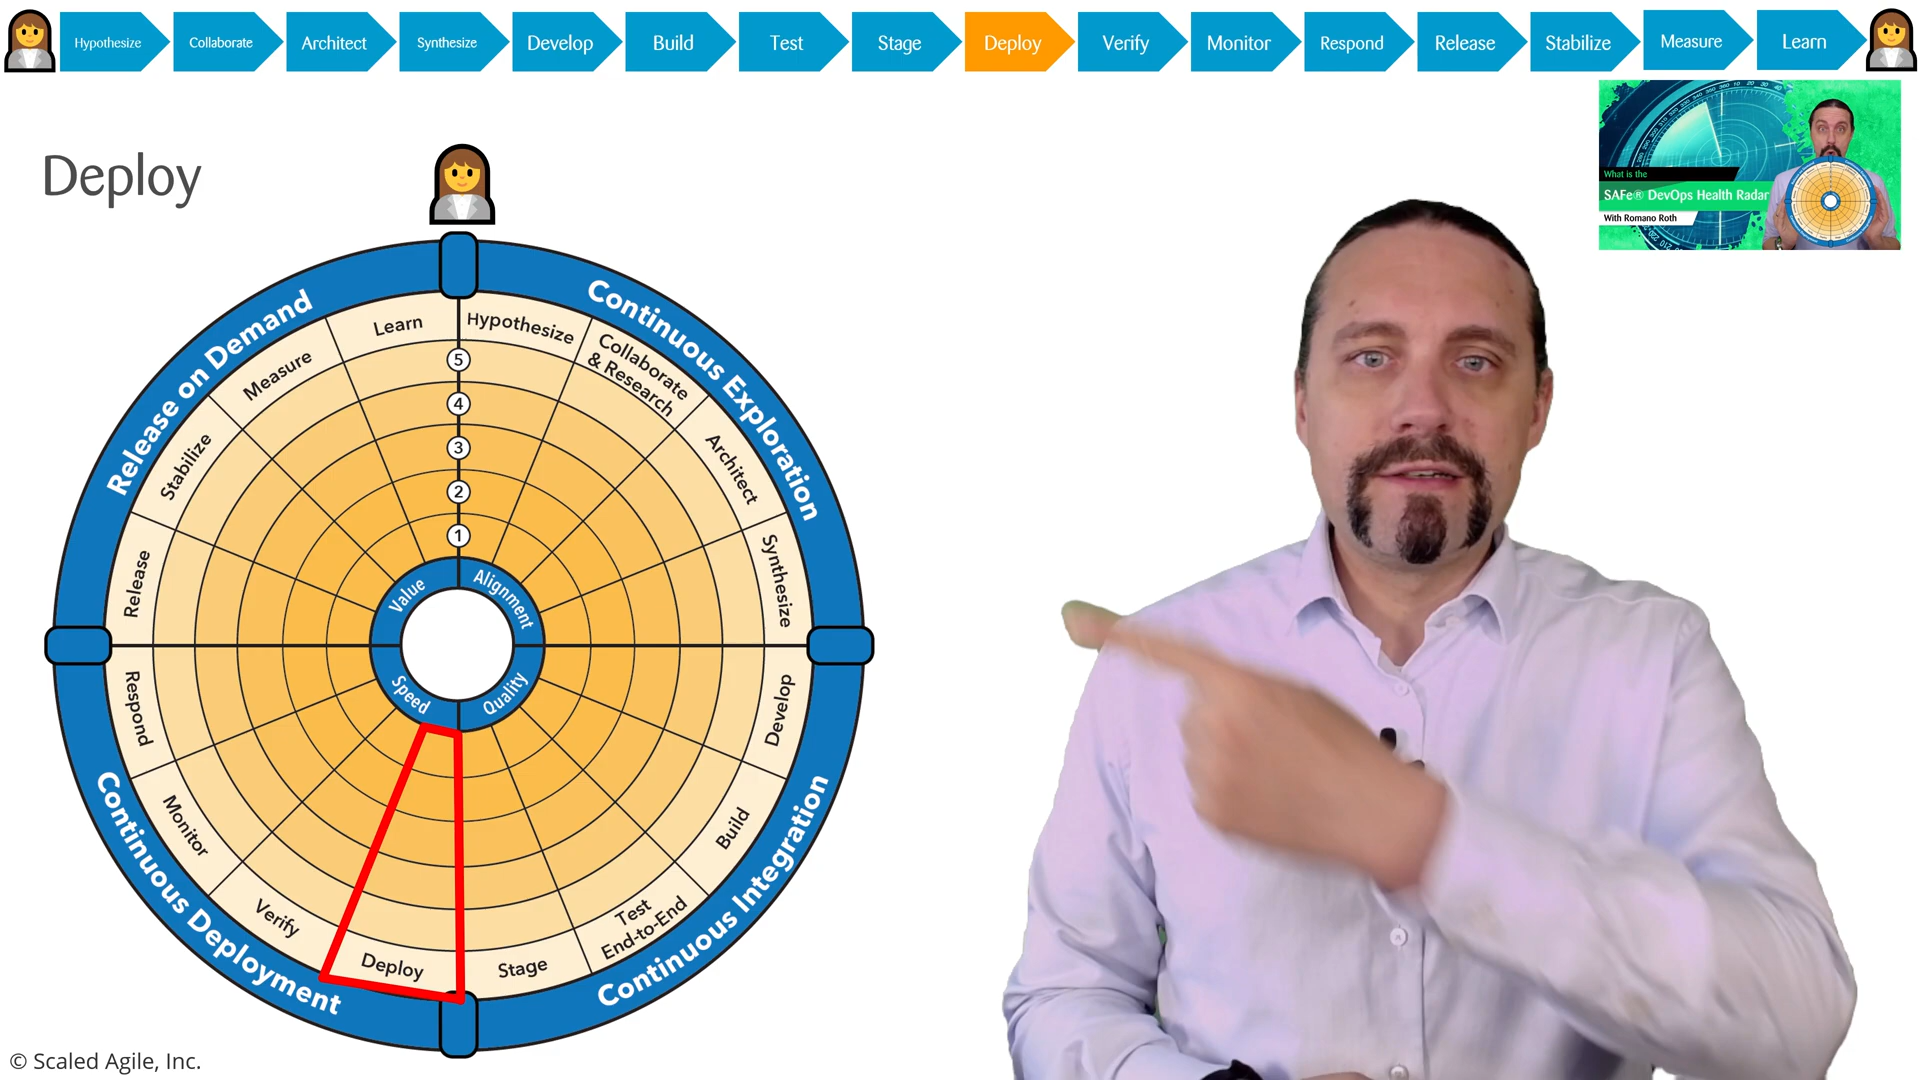 Hypothesize
Collaborate
Architect
Synthesize
Develop
Build
Test
Stage
Deploy
Verify
Monitor
Respond
Release
Stabilize
Measure
Learn
What is the
SAFe® DevOps Health Radar
With Romano Roth
Deploy
Release on Demand
Continuous Exploration
Learn
Hypothesize
Collaborate
& Research
Measure
Architect
Stabilize
Synthesize
Release
5
4
3
2
1
Value
Alignment
Speed
Quality
Respond
Develop
Monitor
Build
Verify
Test
End-to-End
Deploy
Stage
Continuous Deployment
Continuous Integration
© Scaled Agile, Inc.